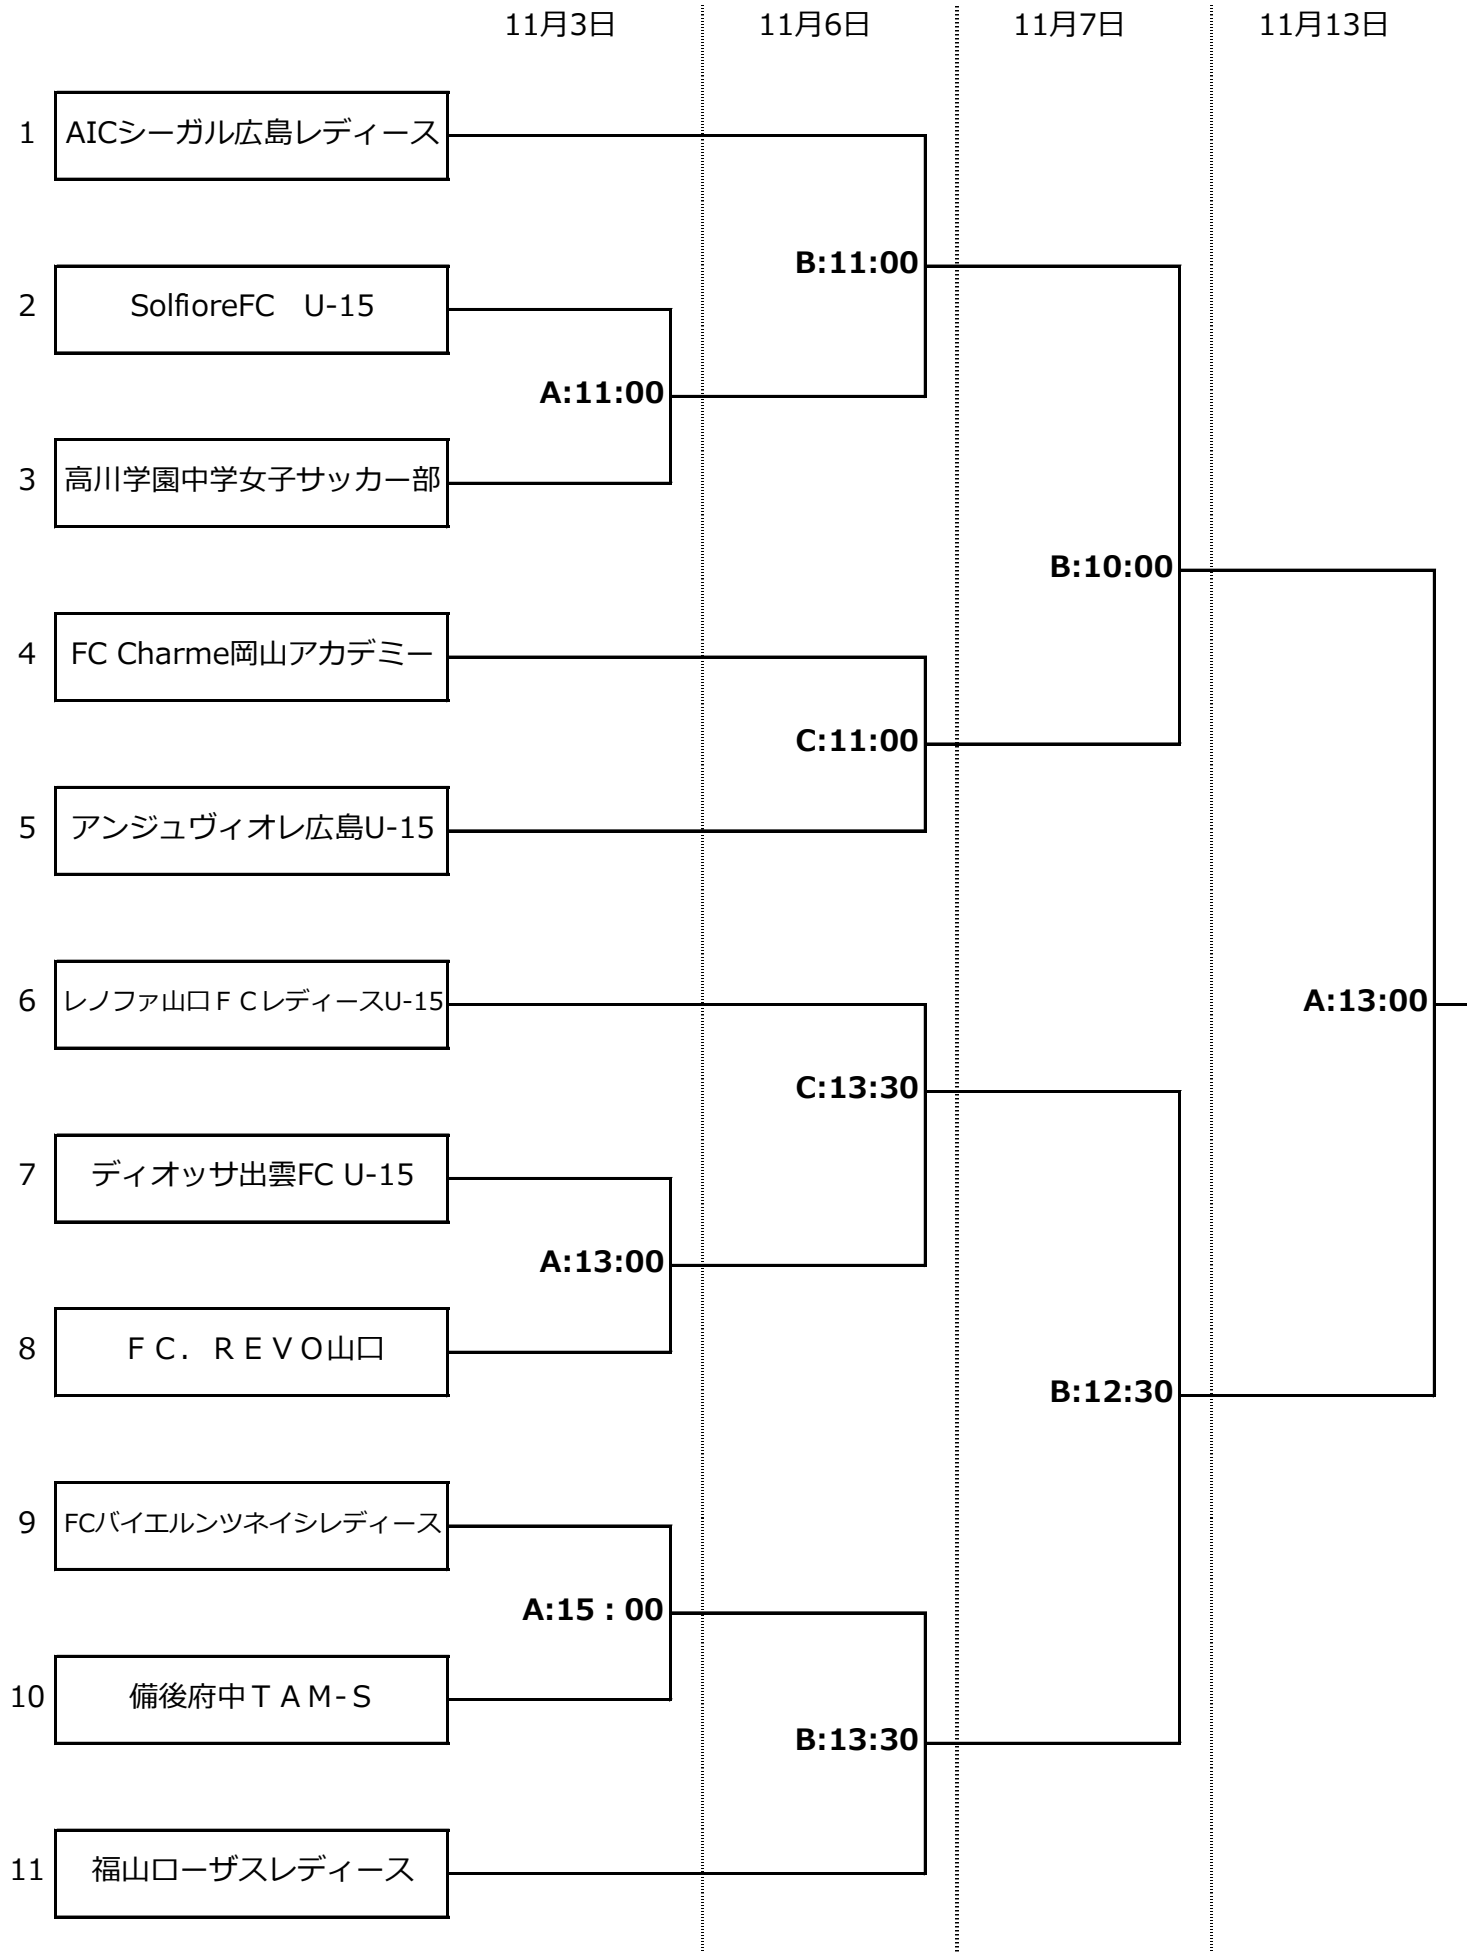 11月3日 11月6日 11月7日 11月13日
1 AICシーガル広島レディース
B:11:00
2 SolfioreFC　U-15
A:11:00
3 高川学園中学女子サッカー部
B:10:00
4 FC Charme岡山アカデミー
C:11:00
5 アンジュヴィオレ広島U-15
6 レノファ山口ＦＣレディースU-15
A:13:00
C:13:30
7 ディオッサ出雲FC U-15
A:13:00
8 ＦＣ．ＲＥＶＯ山口
B:12:30
9 FCバイエルンツネイシレディース
A:15：00
10 備後府中ＴＡＭ-Ｓ
B:13:30
11 福山ローザスレディース